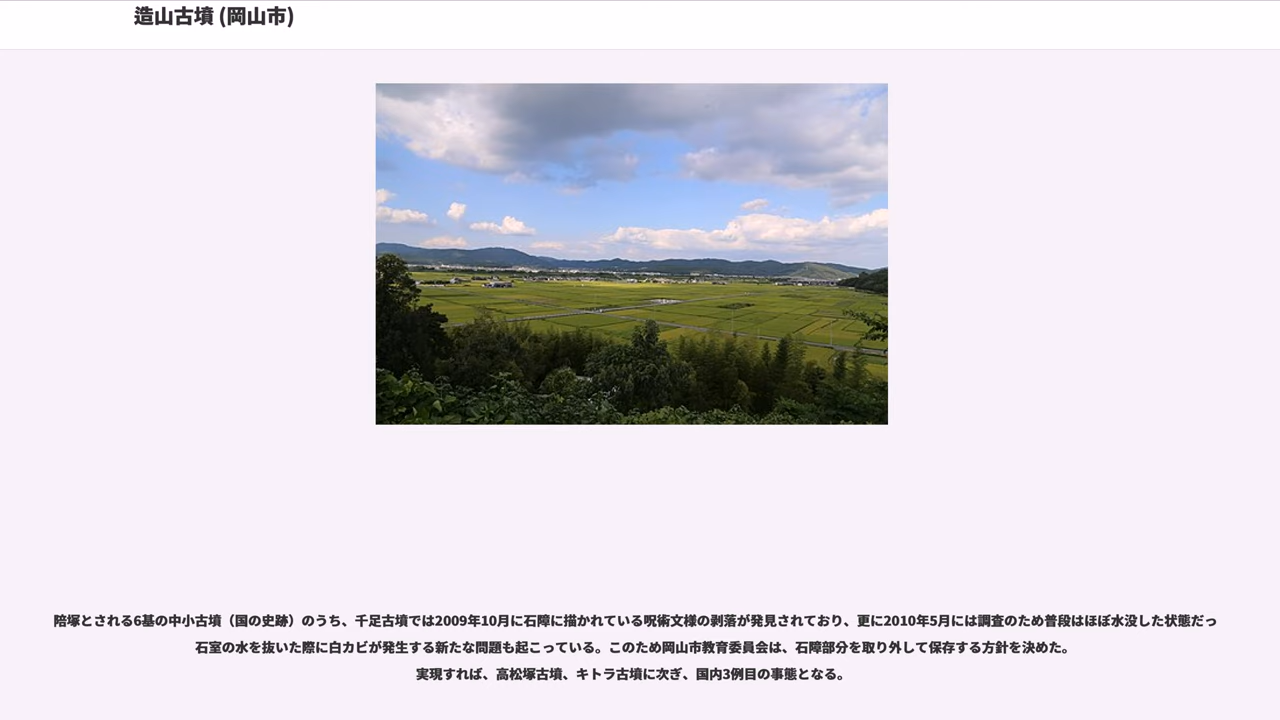 造山古墳 (岡山市)
陪塚とされる6基の中小古墳（国の史跡）のうち、千足古墳では2009年10月に石障に描かれている呪術文様の剥落が発見されており、更に2010年5月には調査のため普段はほぼ水没した状態だっ
石室の水を抜いた際に白カビが発生する新たな問題も起こっている。このため岡山市教育委員会は、石障部分を取り外して保存する方針を決めた。
実現すれば、高松塚古墳、キトラ古墳に次ぎ、国内3例目の事態となる。